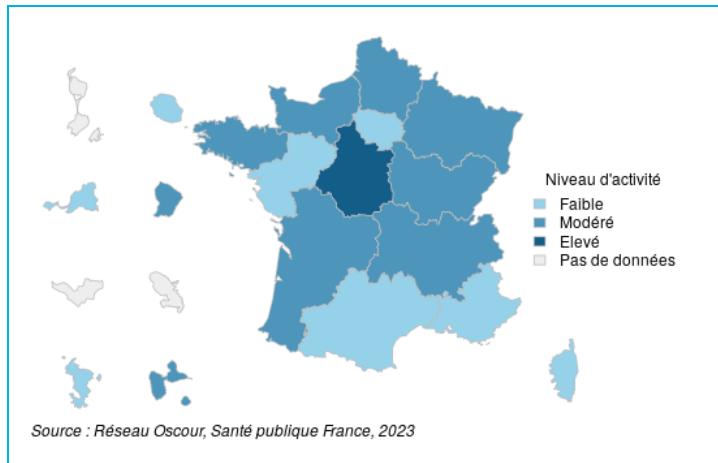 Niveau d'activité
Faible
Modéré
Elevé
Pas de données
Source : Réseau Oscour, Santé publique France, 2023